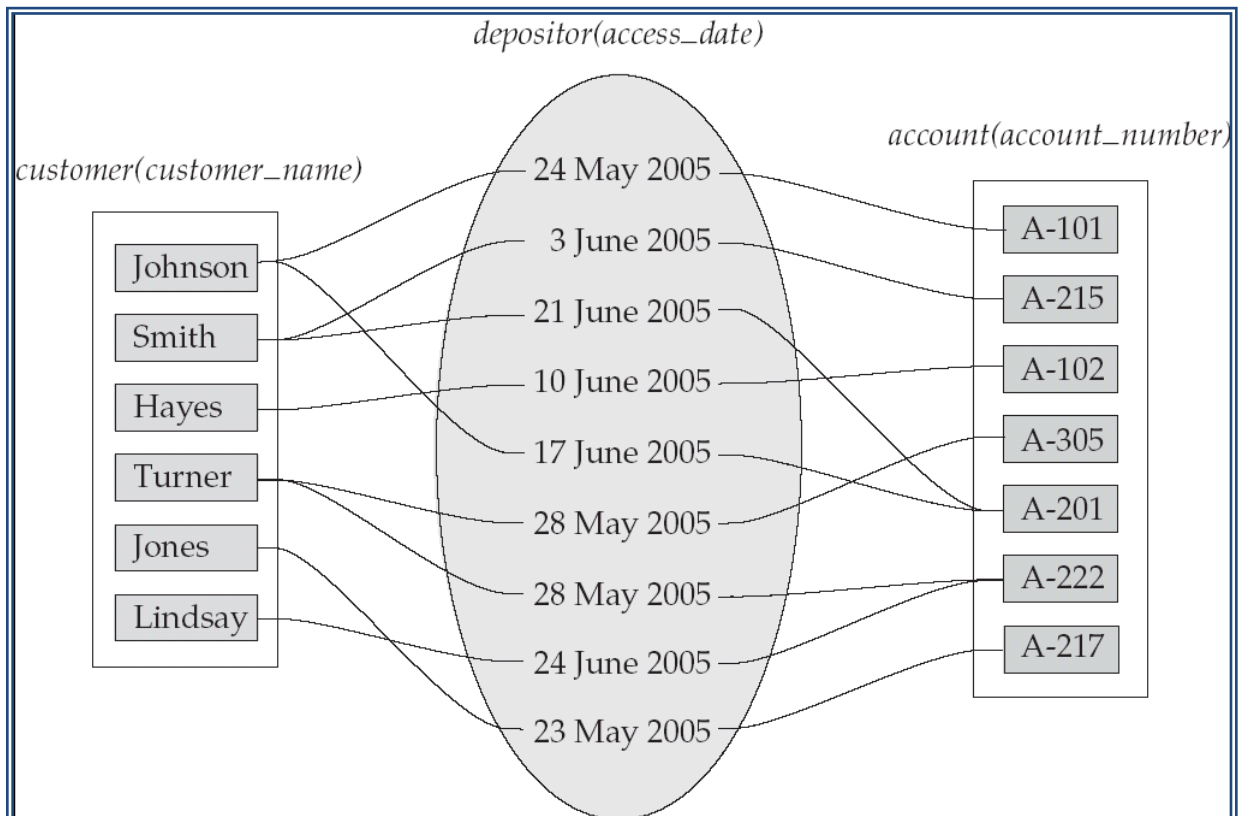 depositor(access_date)
customer(customer_name)
account(account_number)
Johnson
Smith
Hayes
Turner
Jones
Lindsay
24 May 2005
3 June 2005
21 June 2005
10 June 2005
17 June 2005
28 May 2005
28 May 2005
24 June 2005
23 May 2005
A-101
A-215
A-102
A-305
A-201
A-222
A-217